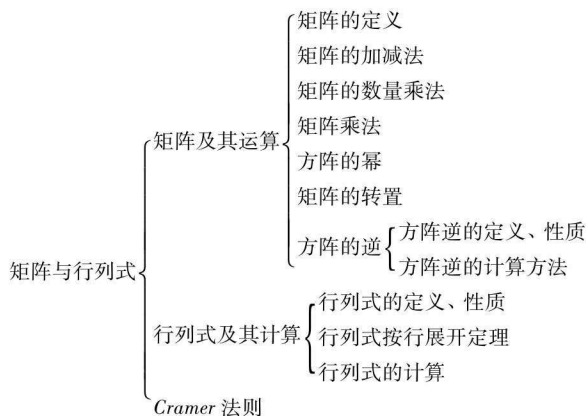 矩阵的定义
矩阵的加减法
矩阵的数量乘法
矩阵乘法
矩阵及其运算
方阵的幂
矩阵的转置
方阵逆的定义、性质
方阵的逆
方阵逆的计算方法
矩阵与行列式
行列式的定义、性质
行列式及其计算
行列式按行展开定理
行列式的计算
Cramer 法则